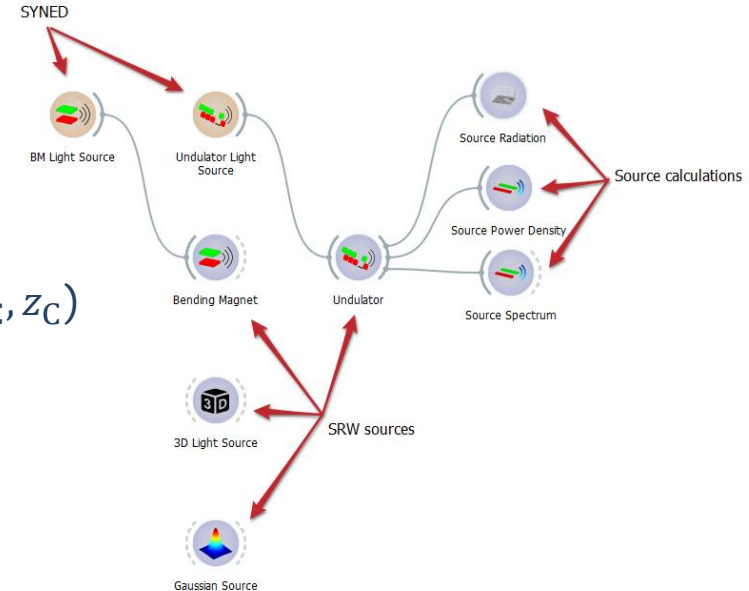 SYNED
BM Light Source
Undulator Light
Source
Source Radiation
Source calculations
Source Power Density
Bending Magnet
Undulator
Source Spectrum
, z_C)
3D
3D Light Source
SRW sources
Gaussian Source